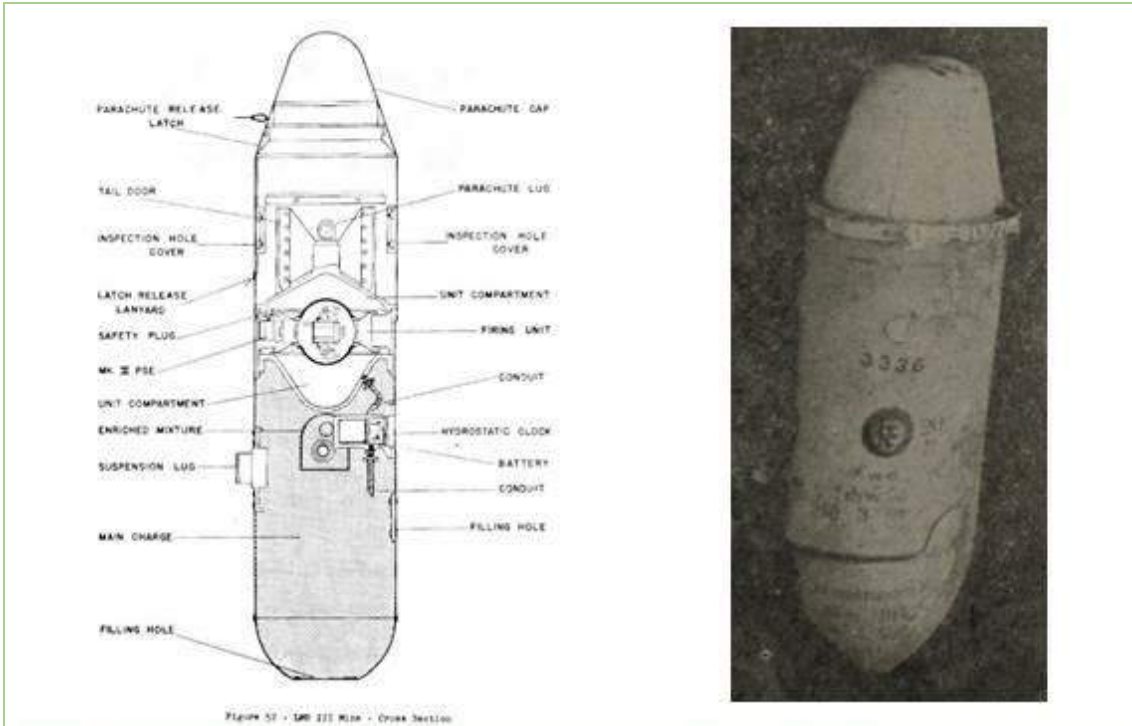 PARACHUTE RELEASE
LATCH
TAIL DOOR
INSPECTION HOLE
COVER
LATCH RELEASE
LANYARD
SAFETY PLUG
MK. II PSE
UNIT COMPARTMENT
ENRICHED MIXTURE
SUSPENSION LUG
MAIN CHARGE
FILLING HOLE
PARACHUTE CAP
PARACHUTE LUG
INSPECTION HOLE
COVER
UNIT COMPARTMENT
FIRING UNIT
CONDUIT
HYDROSTATIC CLOCK
BATTERY
CONDUIT
FILLING HOLE
Mine - Cross Section
3336